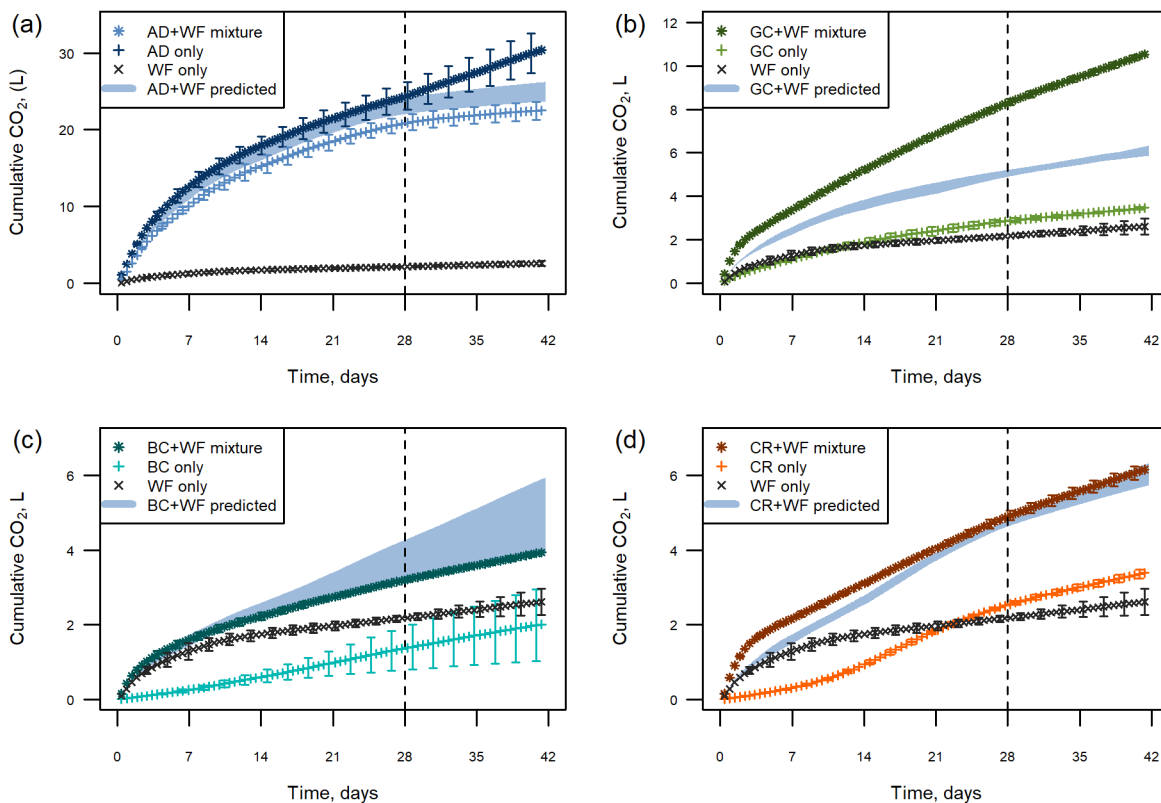 (a)
AD+WF mixture
AD only
WF only
AD+WF predicted
Cumulative CO₂, (L)
30
20
10
0
0 7 14 21 28 35 42
Time, days
(b)
GC+WF mixture
GC only
WF only
GC+WF predicted
Cumulative CO₂, L
12
10
8
6
4
2
0
0 7 14 21 28 35 42
Time, days
(c)
BC+WF mixture
BC only
WF only
BC+WF predicted
Cumulative CO₂, L
6
4
2
0
0 7 14 21 28 35 42
Time, days
(d)
CR+WF mixture
CR only
WF only
CR+WF predicted
Cumulative CO₂, L
6
4
2
0
0 7 14 21 28 35 42
Time, days